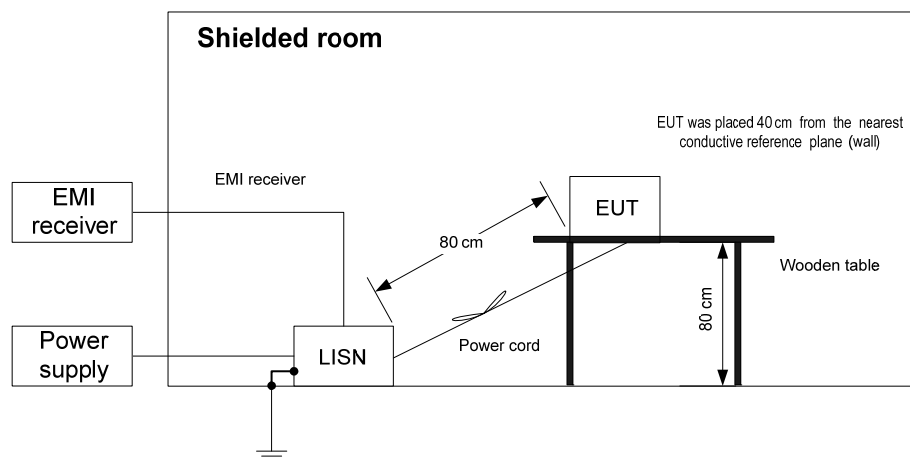 Shielded room
EUT was placed 40 cm from the nearest
conductive reference plane (wall)
EMI receiver
EMI
receiver
EUT
80 cm
Wooden table
80 cm
Power cord
Power
supply
LISN